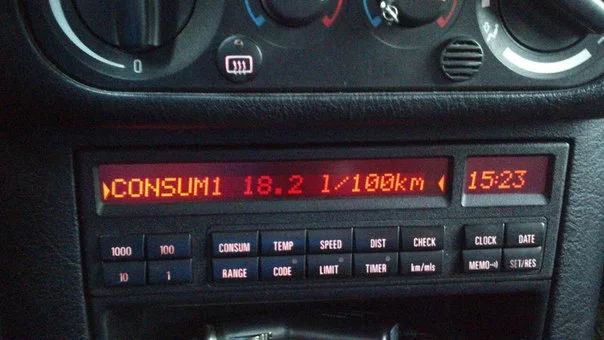 0
CONSUM1 18.2 l/100km
15:23
1000 100 CONSUM TEMP SPEED DIST CHECK CLOCK DATE
10 1 RANGE CODE LIMIT TIMER km/mls MEMO SET/RES